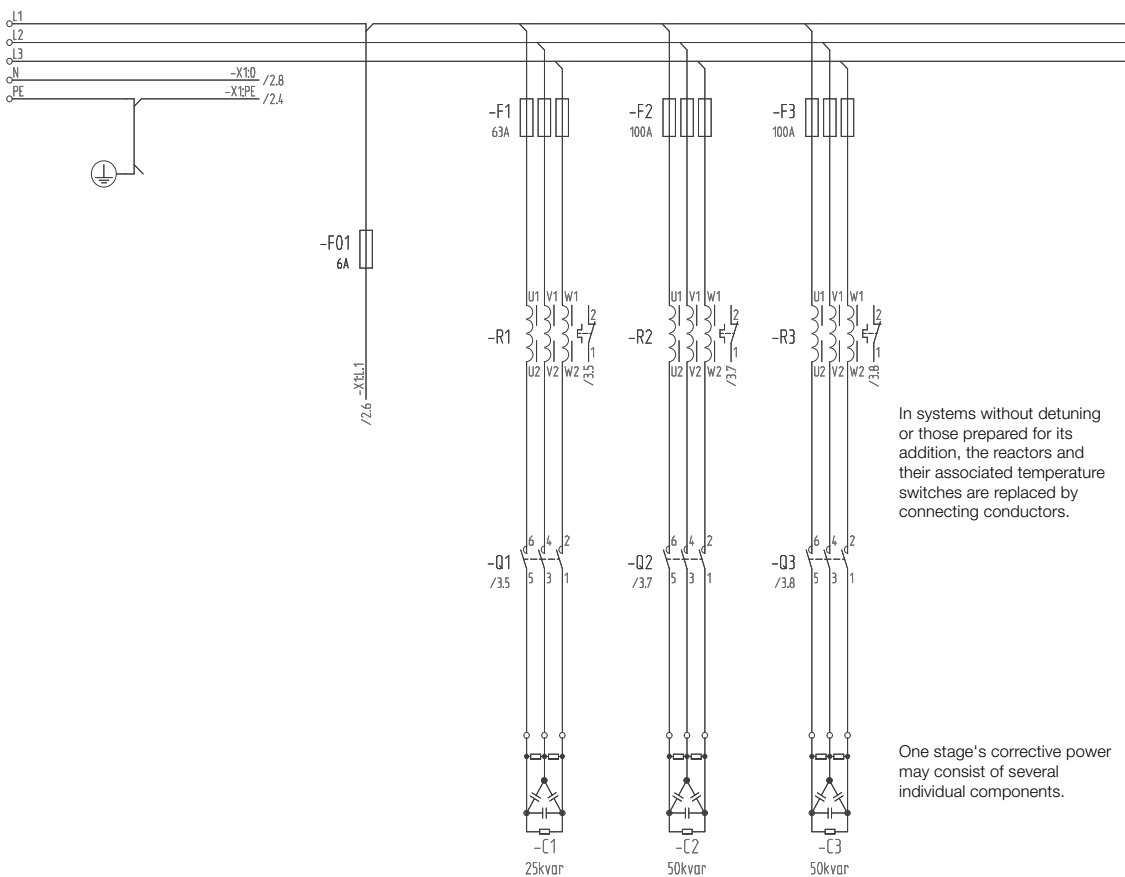 L1
L2
L3
N -X1:0 /2.8
PE -X1:PE /2.4
-F1 -F2 -F3
63A 100A 100A
-F01
6A
U1 V1 W1 U1 V1 W1 U1 V1 W1
2 2 2
-R1 -R2 -R3
1 1 1
U2 V2 W2 U2 V2 W2 U2 V2 W2
/3.5 /3.7 /3.8
-X1:L.1
/2.6
In systems without detuning
or those prepared for its
addition, the reactors and
their associated temperature
switches are replaced by
connecting conductors.
6 4 2 6 4 2 6 4 2
-Q1 -Q2 -Q3
/3.5 5 3 1 /3.7 5 3 1 /3.8 5 3 1
One stage's corrective power
may consist of several
individual components.
-C1 -C2 -C3
25kvar 50kvar 50kvar